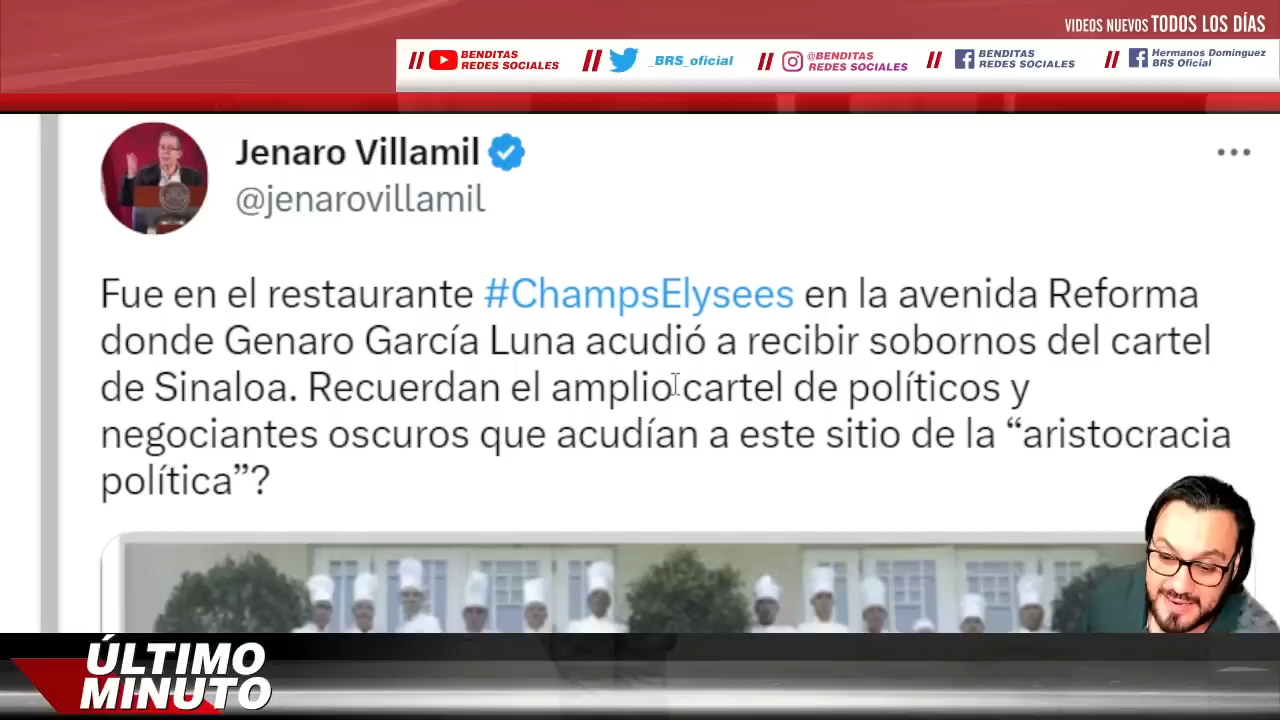 VIDEOS NUEVOS TODOS LOS DÍAS
// BENDITAS REDES SOCIALES // _BRS_oficial // @BENDITAS REDES SOCIALES // BENDITAS REDES SOCIALES // Hermanos Dominguez BRS Oficial
Jenaro Villamil
@jenarovillamil
Fue en el restaurante #ChampsElysees en la avenida Reforma
donde Genaro García Luna acudió a recibir sobornos del cartel
de Sinaloa. Recuerdan el amplio cartel de políticos y
negociantes oscuros que acudían a este sitio de la “aristocracia
política”?
ÚLTIMO
MINUTO